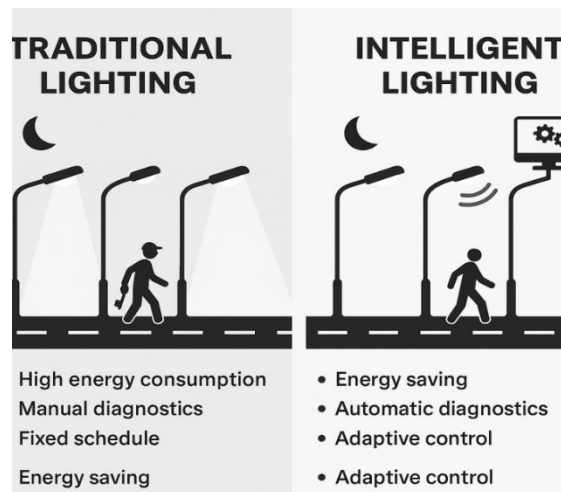 TRADITIONAL
LIGHTING
High energy consumption
Manual diagnostics
Fixed schedule
Energy saving
INTELLIGENT
LIGHTING
• Energy saving
• Automatic diagnostics
• Adaptive control
• Adaptive control